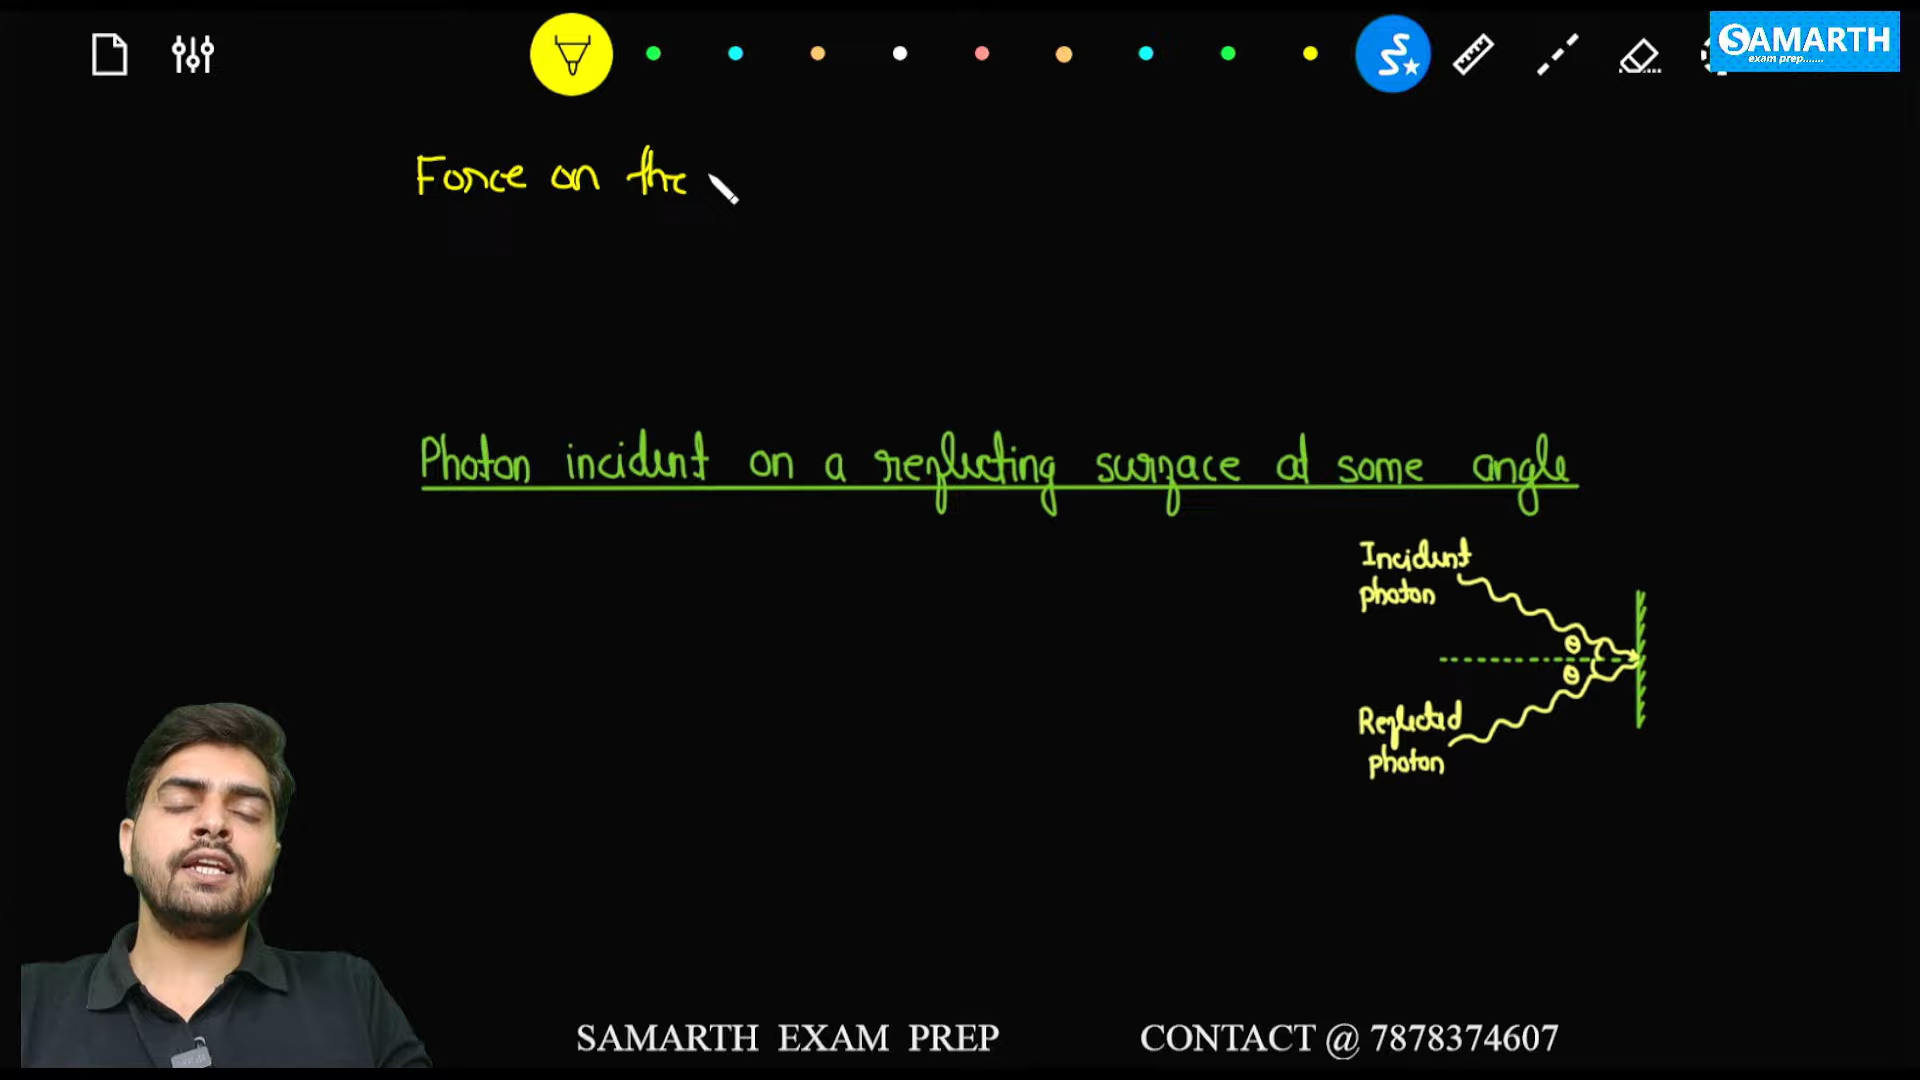 SAMARTH
exam prep.......
Force on the
Photon incident on a reflecting surface at some angle
Incident
photon
θ
θ
Reflected
photon
SAMARTH EXAM PREP CONTACT @ 7878374607